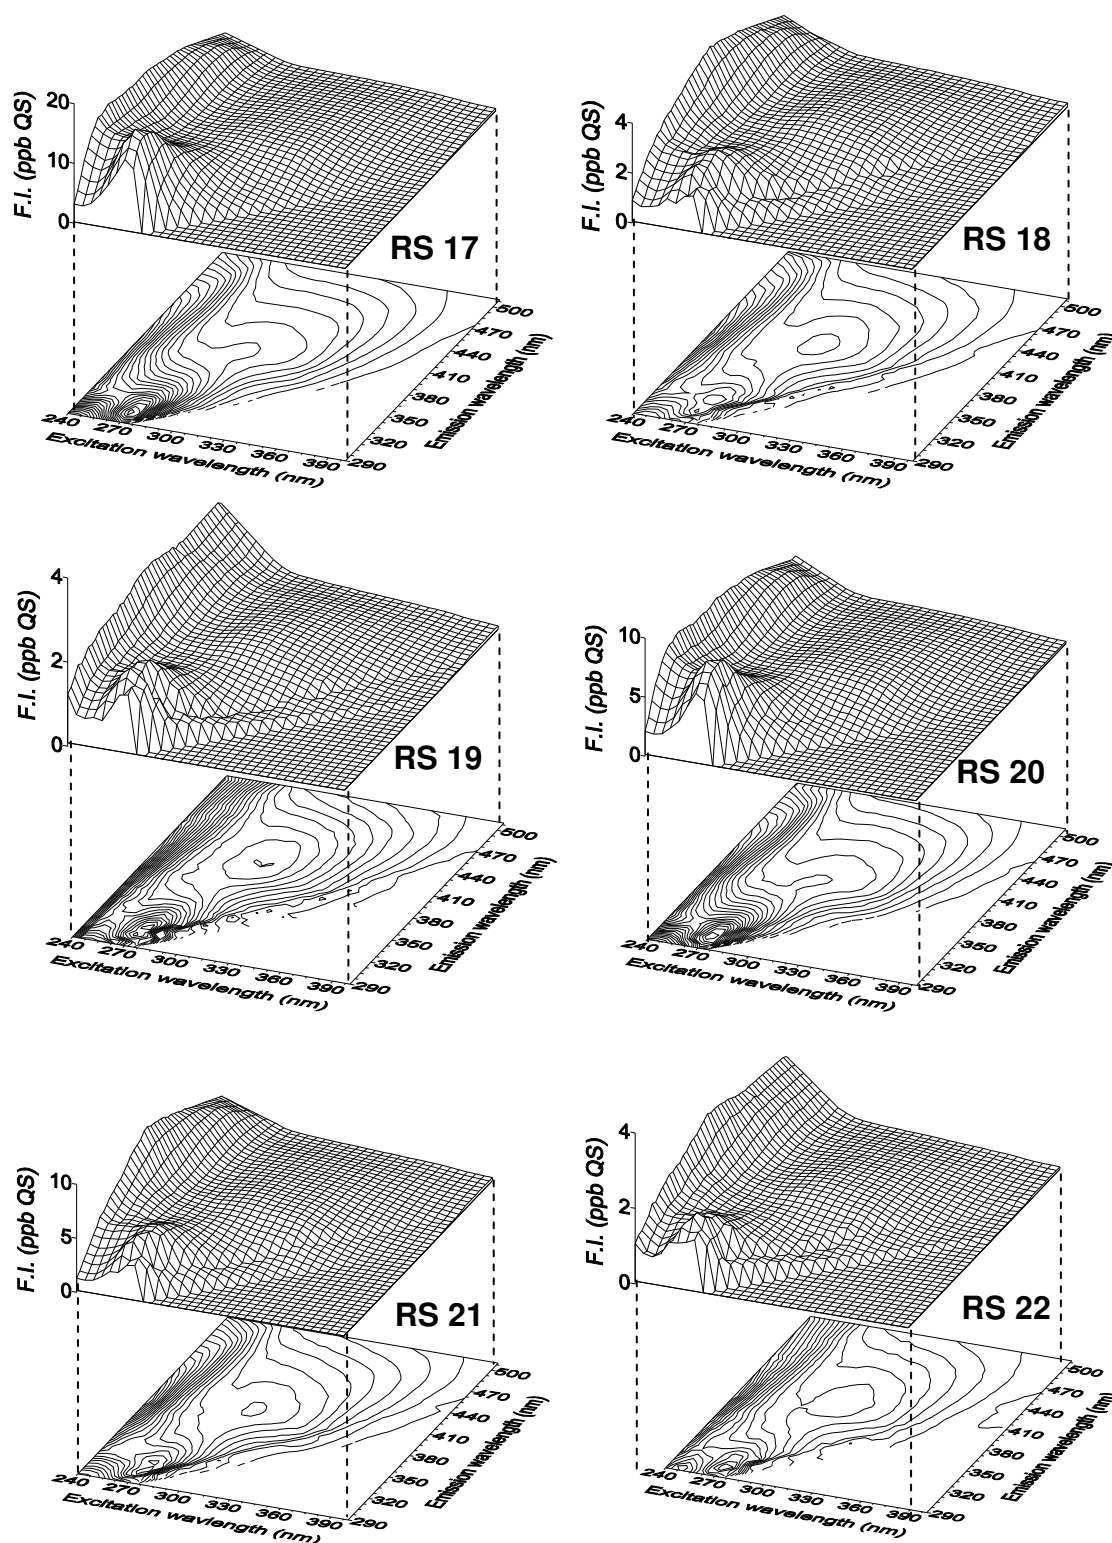 20
10
0
F.I. (ppb QS)
RS 17
240 270 300 330 360 390
Excitation wavelength (nm)
290 320 350 380 410 440 470 500
Emission wavelength (nm)
4
2
0
F.I. (ppb QS)
RS 18
240 270 300 330 360 390
Excitation wavelength (nm)
290 320 350 380 410 440 470 500
Emission wavelength (nm)
4
2
0
F.I. (ppb QS)
RS 19
240 270 300 330 360 390
Excitation wavelength (nm)
290 320 350 380 410 440 470 500
Emission wavelength (nm)
10
5
0
F.I. (ppb QS)
RS 20
240 270 300 330 360 390
Excitation wavelength (nm)
290 320 350 380 410 440 470 500
Emission wavelength (nm)
10
5
0
F.I. (ppb QS)
RS 21
240 270 300 330 360 390
Excitation wavlength (nm)
290 320 350 380 410 440 470 500
Emission wavelength (nm)
4
2
0
F.I. (ppb QS)
RS 22
240 270 300 330 360 390
Excitation wavelength (nm)
290 320 350 380 410 440 470 500
Emission wavelength (nm)